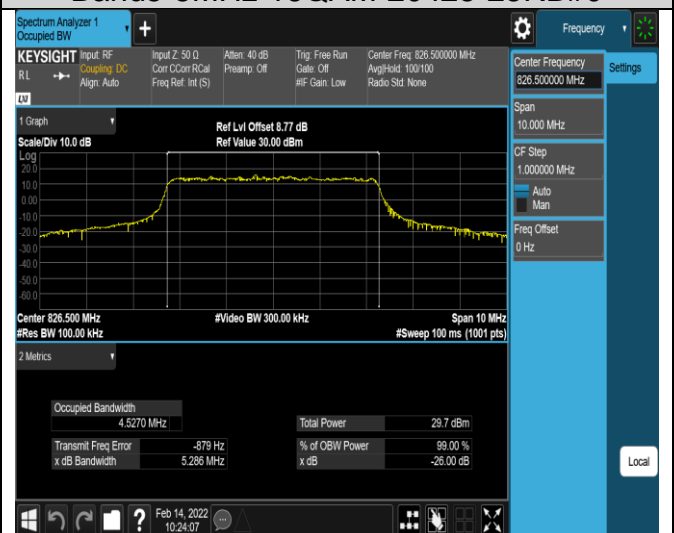 Spectrum Analyzer 1
Occupied BW
Frequency
KEYSIGHT Input: RF Input Z: 50 Ω Atten: 40 dB Trig: Free Run Center Freq: 826.500000 MHz
RL Coupling: DC Corr CCorr RCal Preamp: Off Gate: Off Avg|Hold: 100/100
Align: Auto Freq Ref: Int (S) #IF Gain: Low Radio Std: None
LXI
Center Frequency
826.500000 MHz
Settings
Span
10.000 MHz
CF Step
1.000000 MHz
Auto
Man
Freq Offset
0 Hz
Local
1 Graph
Ref Lvl Offset 8.77 dB
Scale/Div 10.0 dB Ref Value 30.00 dBm
Log
20.0
10.0
0.00
-10.0
-20.0
-30.0
-40.0
-50.0
-60.0
Center 826.500 MHz #Video BW 300.00 kHz Span 10 MHz
#Res BW 100.00 kHz #Sweep 100 ms (1001 pts)
2 Metrics
Occupied Bandwidth
4.5270 MHz Total Power 29.7 dBm
Transmit Freq Error -879 Hz % of OBW Power 99.00 %
x dB Bandwidth 5.286 MHz x dB -26.00 dB
Feb 14, 2022
10:24:07